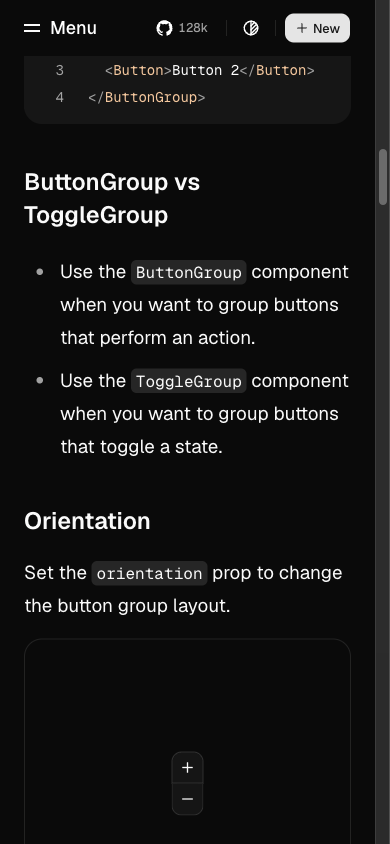 Menu
128k
+ New
3 <Button>Button 2</Button>
4 </ButtonGroup>
ButtonGroup vs
ToggleGroup
• Use the ButtonGroup component
when you want to group buttons
that perform an action.
• Use the ToggleGroup component
when you want to group buttons
that toggle a state.
Orientation
Set the orientation prop to change
the button group layout.
+
−